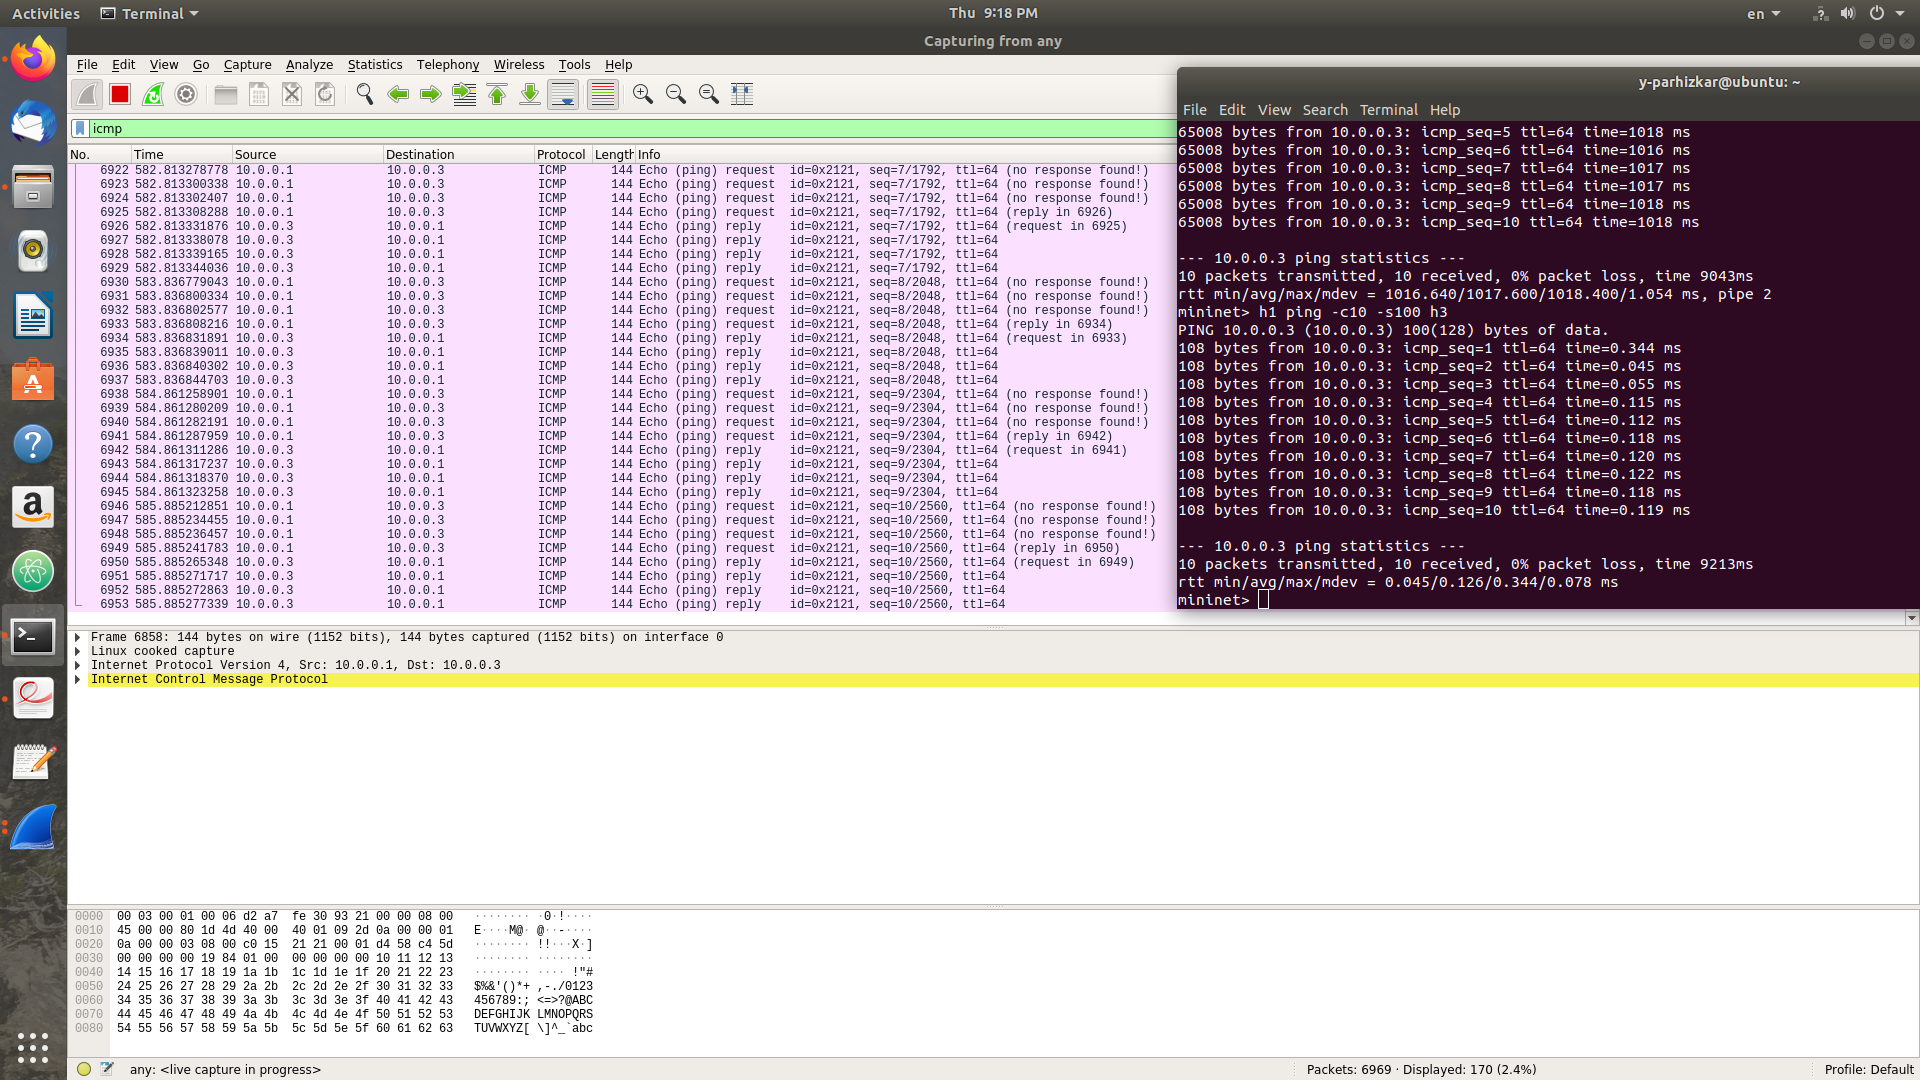 Activities Terminal Thu 9:18 PM en
Capturing from any
File Edit View Go Capture Analyze Statistics Telephony Wireless Tools Help
icmp
No. Time Source Destination Protocol Length Info
6922 582.813278778 10.0.0.1 10.0.0.3 ICMP 144 Echo (ping) request id=0x2121, seq=7/1792, ttl=64 (no response found!)
6923 582.813300338 10.0.0.1 10.0.0.3 ICMP 144 Echo (ping) request id=0x2121, seq=7/1792, ttl=64 (no response found!)
6924 582.813302407 10.0.0.1 10.0.0.3 ICMP 144 Echo (ping) request id=0x2121, seq=7/1792, ttl=64 (no response found!)
6925 582.813308288 10.0.0.1 10.0.0.3 ICMP 144 Echo (ping) request id=0x2121, seq=7/1792, ttl=64 (reply in 6926)
6926 582.813331876 10.0.0.3 10.0.0.1 ICMP 144 Echo (ping) reply id=0x2121, seq=7/1792, ttl=64 (request in 6925)
6927 582.813338078 10.0.0.3 10.0.0.1 ICMP 144 Echo (ping) reply id=0x2121, seq=7/1792, ttl=64
6928 582.813339165 10.0.0.3 10.0.0.1 ICMP 144 Echo (ping) reply id=0x2121, seq=7/1792, ttl=64
6929 582.813344036 10.0.0.3 10.0.0.1 ICMP 144 Echo (ping) reply id=0x2121, seq=7/1792, ttl=64
6930 583.836779043 10.0.0.1 10.0.0.3 ICMP 144 Echo (ping) request id=0x2121, seq=8/2048, ttl=64 (no response found!)
6931 583.836800334 10.0.0.1 10.0.0.3 ICMP 144 Echo (ping) request id=0x2121, seq=8/2048, ttl=64 (no response found!)
6932 583.836802577 10.0.0.1 10.0.0.3 ICMP 144 Echo (ping) request id=0x2121, seq=8/2048, ttl=64 (no response found!)
6933 583.836808216 10.0.0.1 10.0.0.3 ICMP 144 Echo (ping) request id=0x2121, seq=8/2048, ttl=64 (reply in 6934)
6934 583.836831891 10.0.0.3 10.0.0.1 ICMP 144 Echo (ping) reply id=0x2121, seq=8/2048, ttl=64 (request in 6933)
6935 583.836839011 10.0.0.3 10.0.0.1 ICMP 144 Echo (ping) reply id=0x2121, seq=8/2048, ttl=64
6936 583.836840302 10.0.0.3 10.0.0.1 ICMP 144 Echo (ping) reply id=0x2121, seq=8/2048, ttl=64
6937 583.836844703 10.0.0.3 10.0.0.1 ICMP 144 Echo (ping) reply id=0x2121, seq=8/2048, ttl=64
6938 584.861258901 10.0.0.1 10.0.0.3 ICMP 144 Echo (ping) request id=0x2121, seq=9/2304, ttl=64 (no response found!)
6939 584.861280209 10.0.0.1 10.0.0.3 ICMP 144 Echo (ping) request id=0x2121, seq=9/2304, ttl=64 (no response found!)
6940 584.861282191 10.0.0.1 10.0.0.3 ICMP 144 Echo (ping) request id=0x2121, seq=9/2304, ttl=64 (no response found!)
6941 584.861287959 10.0.0.1 10.0.0.3 ICMP 144 Echo (ping) request id=0x2121, seq=9/2304, ttl=64 (reply in 6942)
6942 584.861311286 10.0.0.3 10.0.0.1 ICMP 144 Echo (ping) reply id=0x2121, seq=9/2304, ttl=64 (request in 6941)
6943 584.861317237 10.0.0.3 10.0.0.1 ICMP 144 Echo (ping) reply id=0x2121, seq=9/2304, ttl=64
6944 584.861318370 10.0.0.3 10.0.0.1 ICMP 144 Echo (ping) reply id=0x2121, seq=9/2304, ttl=64
6945 584.861323258 10.0.0.3 10.0.0.1 ICMP 144 Echo (ping) reply id=0x2121, seq=9/2304, ttl=64
6946 585.885212851 10.0.0.1 10.0.0.3 ICMP 144 Echo (ping) request id=0x2121, seq=10/2560, ttl=64 (no response found!)
6947 585.885234455 10.0.0.1 10.0.0.3 ICMP 144 Echo (ping) request id=0x2121, seq=10/2560, ttl=64 (no response found!)
6948 585.885236457 10.0.0.1 10.0.0.3 ICMP 144 Echo (ping) request id=0x2121, seq=10/2560, ttl=64 (no response found!)
6949 585.885241783 10.0.0.1 10.0.0.3 ICMP 144 Echo (ping) request id=0x2121, seq=10/2560, ttl=64 (reply in 6950)
6950 585.885265348 10.0.0.3 10.0.0.1 ICMP 144 Echo (ping) reply id=0x2121, seq=10/2560, ttl=64 (request in 6949)
6951 585.885271717 10.0.0.3 10.0.0.1 ICMP 144 Echo (ping) reply id=0x2121, seq=10/2560, ttl=64
6952 585.885272863 10.0.0.3 10.0.0.1 ICMP 144 Echo (ping) reply id=0x2121, seq=10/2560, ttl=64
6953 585.885277339 10.0.0.3 10.0.0.1 ICMP 144 Echo (ping) reply id=0x2121, seq=10/2560, ttl=64
y-parhizkar@ubuntu: ~
File Edit View Search Terminal Help
65008 bytes from 10.0.0.3: icmp_seq=5 ttl=64 time=1018 ms
65008 bytes from 10.0.0.3: icmp_seq=6 ttl=64 time=1016 ms
65008 bytes from 10.0.0.3: icmp_seq=7 ttl=64 time=1017 ms
65008 bytes from 10.0.0.3: icmp_seq=8 ttl=64 time=1017 ms
65008 bytes from 10.0.0.3: icmp_seq=9 ttl=64 time=1018 ms
65008 bytes from 10.0.0.3: icmp_seq=10 ttl=64 time=1018 ms
--- 10.0.0.3 ping statistics ---
10 packets transmitted, 10 received, 0% packet loss, time 9043ms
rtt min/avg/max/mdev = 1016.640/1017.600/1018.400/1.054 ms, pipe 2
mininet> h1 ping -c10 -s100 h3
PING 10.0.0.3 (10.0.0.3) 100(128) bytes of data.
108 bytes from 10.0.0.3: icmp_seq=1 ttl=64 time=0.344 ms
108 bytes from 10.0.0.3: icmp_seq=2 ttl=64 time=0.045 ms
108 bytes from 10.0.0.3: icmp_seq=3 ttl=64 time=0.055 ms
108 bytes from 10.0.0.3: icmp_seq=4 ttl=64 time=0.115 ms
108 bytes from 10.0.0.3: icmp_seq=5 ttl=64 time=0.112 ms
108 bytes from 10.0.0.3: icmp_seq=6 ttl=64 time=0.118 ms
108 bytes from 10.0.0.3: icmp_seq=7 ttl=64 time=0.120 ms
108 bytes from 10.0.0.3: icmp_seq=8 ttl=64 time=0.122 ms
108 bytes from 10.0.0.3: icmp_seq=9 ttl=64 time=0.118 ms
108 bytes from 10.0.0.3: icmp_seq=10 ttl=64 time=0.119 ms
--- 10.0.0.3 ping statistics ---
10 packets transmitted, 10 received, 0% packet loss, time 9213ms
rtt min/avg/max/mdev = 0.045/0.126/0.344/0.078 ms
mininet>
Frame 6858: 144 bytes on wire (1152 bits), 144 bytes captured (1152 bits) on interface 0
Linux cooked capture
Internet Protocol Version 4, Src: 10.0.0.1, Dst: 10.0.0.3
Internet Control Message Protocol
0000 00 03 00 01 00 06 d2 a7 fe 30 93 21 00 00 08 00 ········ ·0·!····
0010 45 00 00 80 1d 4d 40 00 40 01 09 2d 0a 00 00 01 E····M@· @··-····
0020 0a 00 00 03 08 00 c0 15 21 21 00 01 d4 58 c4 5d ········ !!···X·]
0030 00 00 00 00 19 84 01 00 00 00 00 00 10 11 12 13 ········ ········
0040 14 15 16 17 18 19 1a 1b 1c 1d 1e 1f 20 21 22 23 ········ ···· !"#
0050 24 25 26 27 28 29 2a 2b 2c 2d 2e 2f 30 31 32 33 $%&'()*+ ,-./0123
0060 34 35 36 37 38 39 3a 3b 3c 3d 3e 3f 40 41 42 43 456789:; <=>?@ABC
0070 44 45 46 47 48 49 4a 4b 4c 4d 4e 4f 50 51 52 53 DEFGHIJK LMNOPQRS
0080 54 55 56 57 58 59 5a 5b 5c 5d 5e 5f 60 61 62 63 TUVWXYZ[ \]^_`abc
any: <live capture in progress> Packets: 6969 · Displayed: 170 (2.4%) Profile: Default